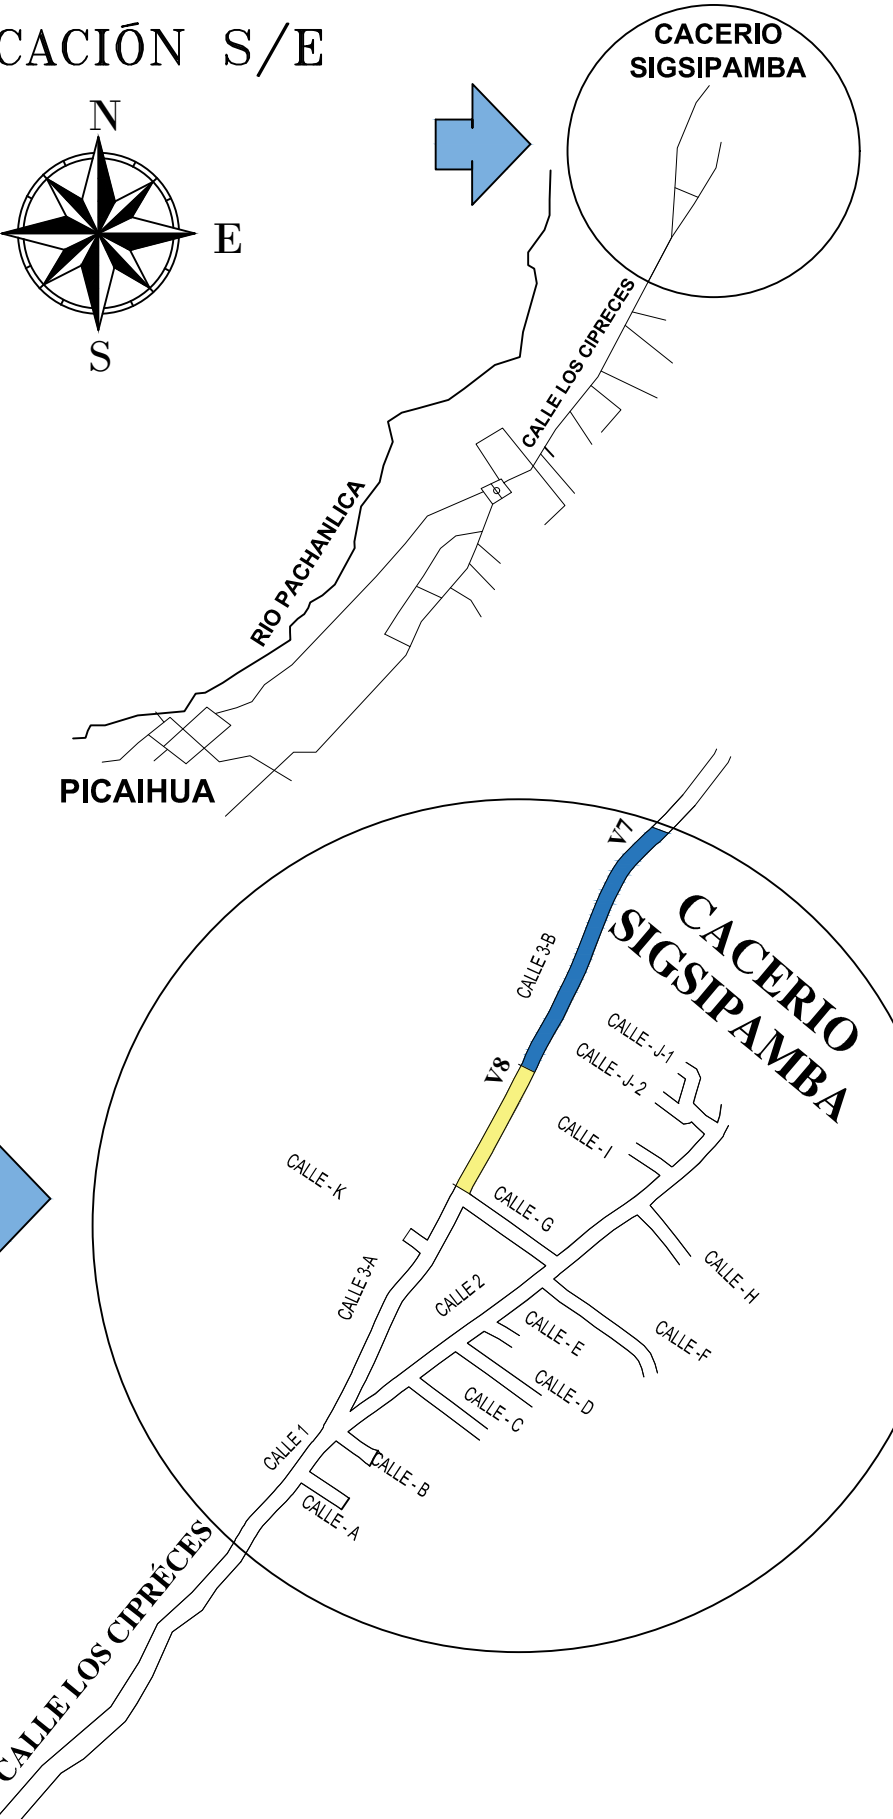 CACIÓN S/E
N
E
S
CACERIO
SIGSIPAMBA
CALLE LOS CIPRECES
RIO PACHANLICA
PICAIHUA
V7
CACERIO
SIGSIPAMBA
CALLE 3-B
CALLE - J-1
CALLE - J- 2
V8
CALLE - I
CALLE - K
CALLE - G
CALLE - H
CALLE 3-A
CALLE 2
CALLE - E
CALLE - F
CALLE - D
CALLE - C
CALLE 1
CALLE - B
CALLE - A
CALLE LOS CIPRÉCES